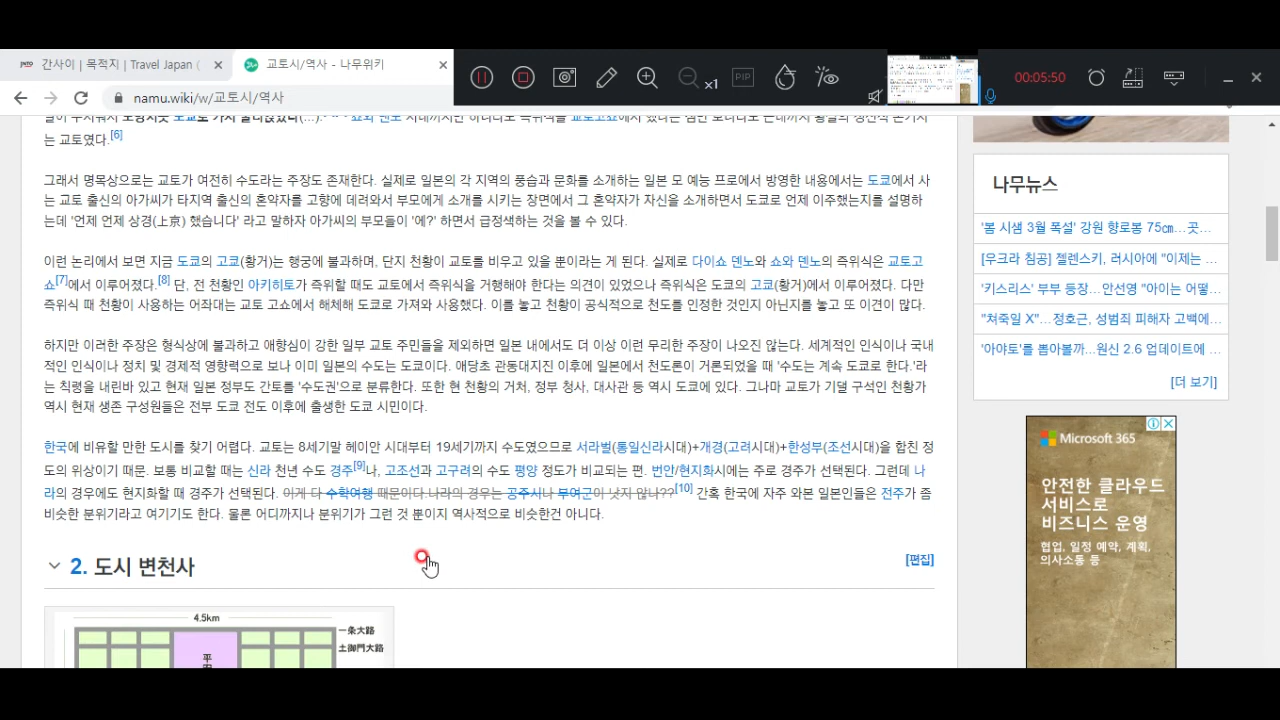 간사이 | 목적지 | Travel Japan (
교토시/역사 - 나무위키
x1
PIP
00:05:50
namu.wiki/w/교토시/역사
는 교토였다.[6]
그래서 명목상으로는 교토가 여전히 수도라는 주장도 존재한다. 실제로 일본의 각 지역의 풍습과 문화를 소개하는 일본 모 예능 프로에서 방영한 내용에서는 도쿄에서 사
는 교토 출신의 아가씨가 타지역 출신의 혼약자를 고향에 데려와서 부모에게 소개를 시키는 장면에서 그 혼약자가 자신을 소개하면서 도쿄로 언제 이주했는지를 설명하
는데 '언제 언제 상경(上京) 했습니다' 라고 말하자 아가씨의 부모들이 '예?' 하면서 급정색하는 것을 볼 수 있다.
이런 논리에서 보면 지금 도쿄의 고쿄(황거)는 행궁에 불과하며, 단지 천황이 교토를 비우고 있을 뿐이라는 게 된다. 실제로 다이쇼 덴노와 쇼와 덴노의 즉위식은 교토고
쇼[7]에서 이루어졌다.[8] 단, 전 천황인 아키히토가 즉위할 때도 교토에서 즉위식을 거행해야 한다는 의견이 있었으나 즉위식은 도쿄의 고쿄(황거)에서 이루어졌다. 다만
즉위식 때 천황이 사용하는 어좌대는 교토 고쇼에서 해체해 도쿄로 가져와 사용했다. 이를 놓고 천황이 공식적으로 천도를 인정한 것인지 아닌지를 놓고 또 이견이 많다.
하지만 이러한 주장은 형식상에 불과하고 애향심이 강한 일부 교토 주민들을 제외하면 일본 내에서도 더 이상 이런 무리한 주장이 나오진 않는다. 세계적인 인식이나 국내
적인 인식이나 정치 및 경제적 영향력으로 보나 이미 일본의 수도는 도쿄이다. 애당초 관동대지진 이후에 일본에서 천도론이 거론되었을 때 '수도는 계속 도쿄로 한다.'라
는 칙령을 내린바 있고 현재 일본 정부도 간토를 '수도권'으로 분류한다. 또한 현 천황의 거처, 정부 청사, 대사관 등 역시 도쿄에 있다. 그나마 교토가 기댈 구석인 천황가
역시 현재 생존 구성원들은 전부 도쿄 전도 이후에 출생한 도쿄 시민이다.
한국에 비유할 만한 도시를 찾기 어렵다. 교토는 8세기말 헤이안 시대부터 19세기까지 수도였으므로 서라벌(통일신라시대)+개경(고려시대)+한성부(조선시대)을 합친 정
도의 위상이기 때문. 보통 비교할 때는 신라 천년 수도 경주[9]나, 고조선과 고구려의 수도 평양 정도가 비교되는 편. 번안/현지화시에는 주로 경주가 선택된다. 그런데 나
라의 경우에도 현지화할 때 경주가 선택된다. 이게 다 수학여행 때문이다.나라의 경우는 공주시나 부여군이 낫지 않나??[10] 간혹 한국에 자주 와본 일본인들은 전주가 좀
비슷한 분위기라고 여기기도 한다. 물론 어디까지나 분위기가 그런 것 뿐이지 역사적으로 비슷한건 아니다.
2. 도시 변천사
[편집]
4.5km
一条大路
土御門大路
平
나무뉴스
'봄 시샘 3월 폭설' 강원 향로봉 75㎝…곳…
[우크라 침공] 젤렌스키, 러시아에 "이제는 …
'키스리스' 부부 등장…안선영 "아이는 어떻…
"쳐죽일 X"…정호근, 성범죄 피해자 고백에…
'아야토'를 뽑아볼까…원신 2.6 업데이트에 …
[더 보기]
Microsoft 365
안전한 클라우드
서비스로
비즈니스 운영
협업, 일정 예약, 계획,
의사소통 등